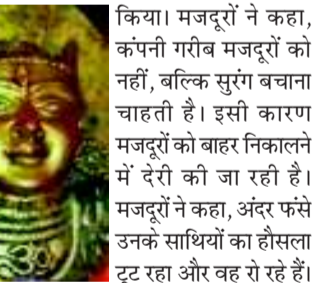 किया। मजदूरों ने कहा,
कंपनी गरीब मजदूरों को
नहीं, बल्कि सुरंग बचाना
चाहती है। इसी कारण
मजदूरों को बाहर निकालने
में देरी की जा रही है।
मजदूरों ने कहा, अंदर फंसे
उनके साथियों का हौसला
टूट रहा और वह रो रहे हैं।